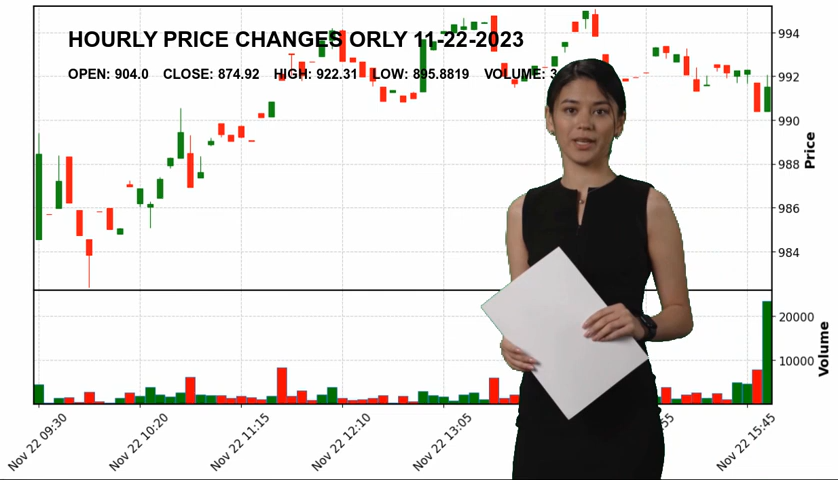 HOURLY PRICE CHANGES ORLY 11-22-2023
OPEN: 904.0 CLOSE: 874.92 HIGH: 922.31 LOW: 895.8819 VOLUME: 3
994
992
990
988
986
984
Price
20000
10000
Volume
Nov 22 09:30
Nov 22 10:20
Nov 22 11:15
Nov 22 12:10
Nov 22 13:05
:55
Nov 22 15:45